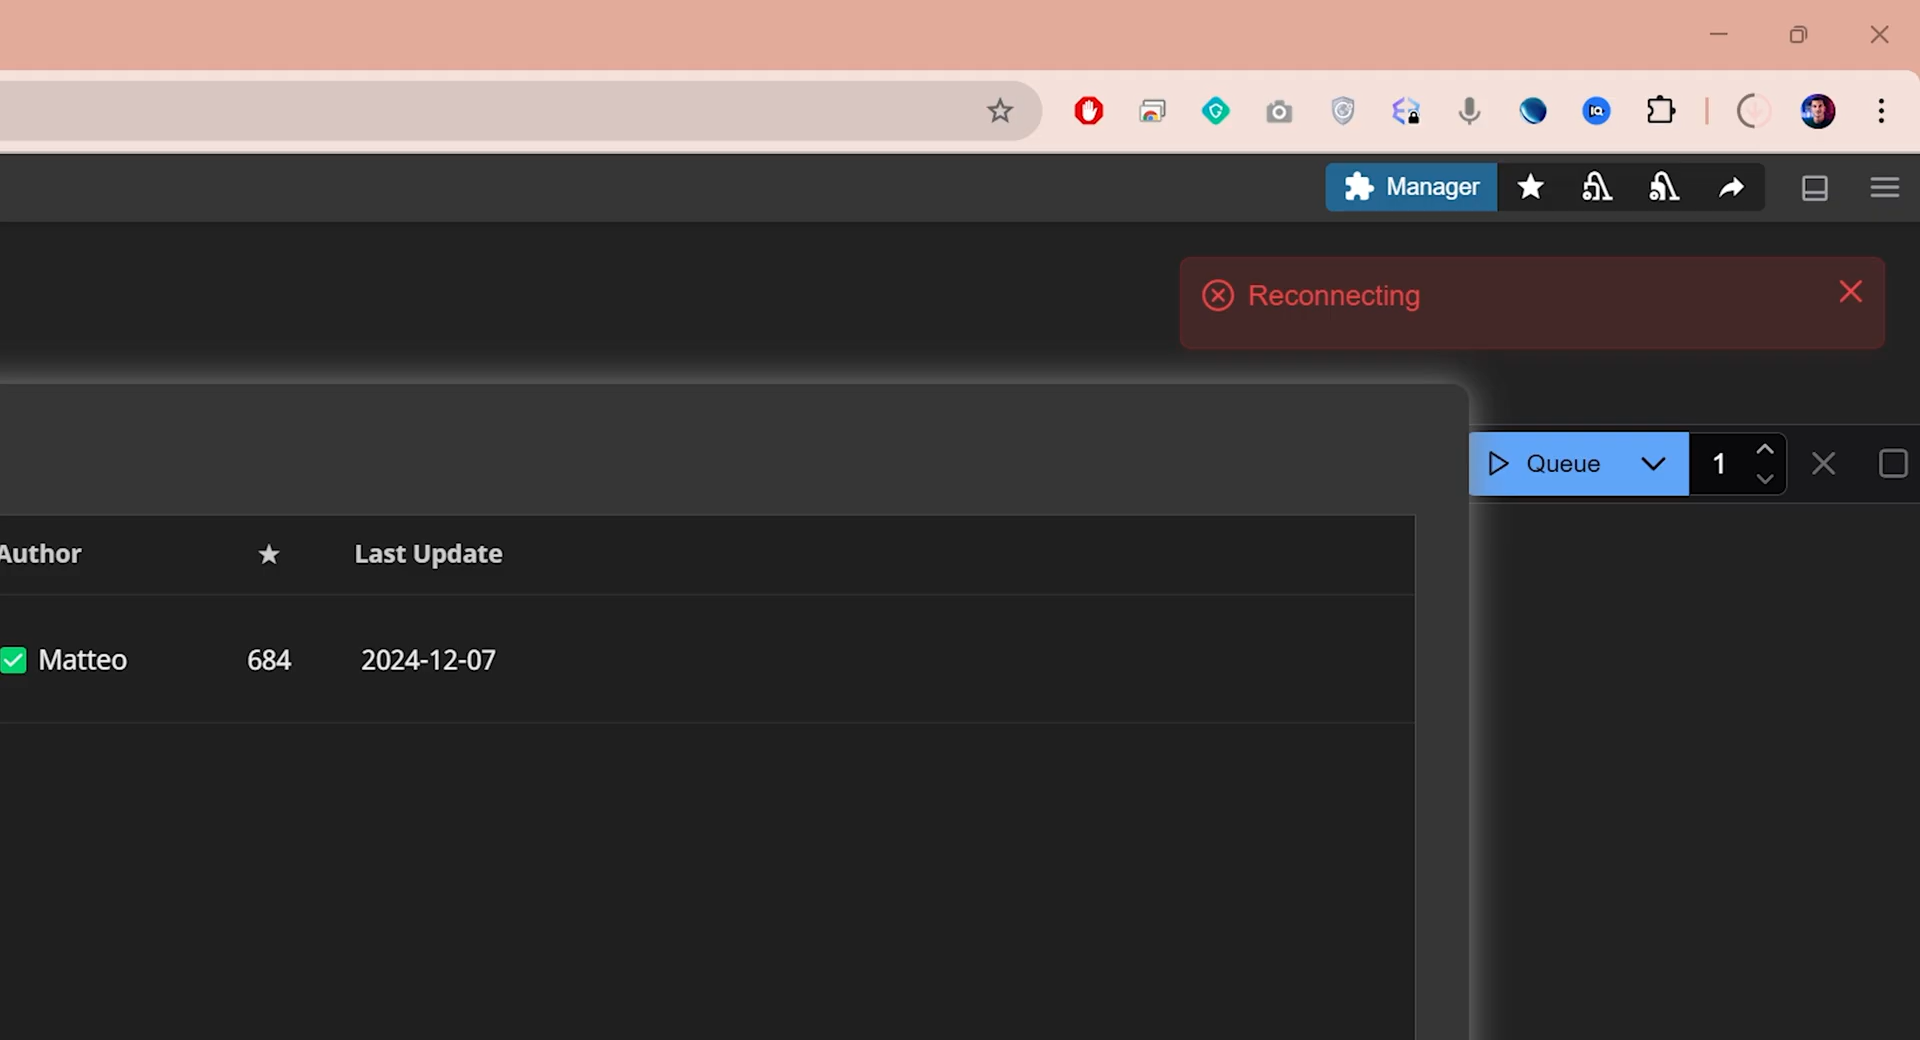 Manager
Reconnecting
Queue 1
Author ★ Last Update
Matteo 684 2024-12-07